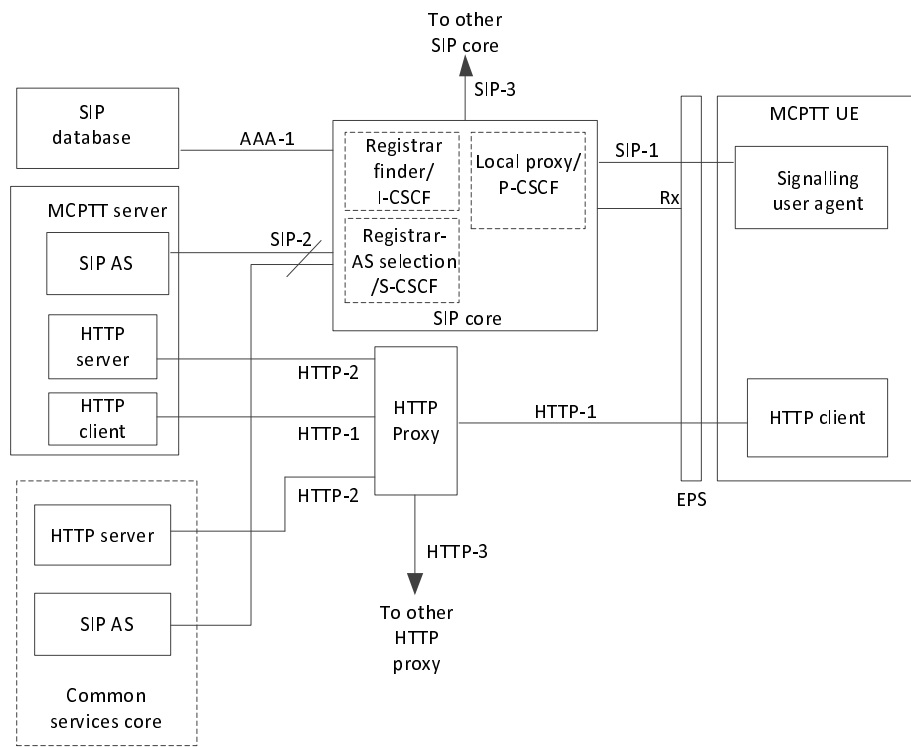 To other
SIP core
SIP-3
SIP
database
AAA-1
Registrar
finder/
I-CSCF
Local proxy/
P-CSCF
SIP-1
Rx
MCPTT UE
Signalling
user agent
MCPTT server
SIP AS
SIP-2
Registrar-
AS selection
/S-CSCF
SIP core
HTTP
server
HTTP-2
HTTP
client
HTTP-1
HTTP
Proxy
HTTP-1
HTTP client
HTTP-2
EPS
HTTP server
HTTP-3
SIP AS
To other
HTTP
proxy
Common
services core